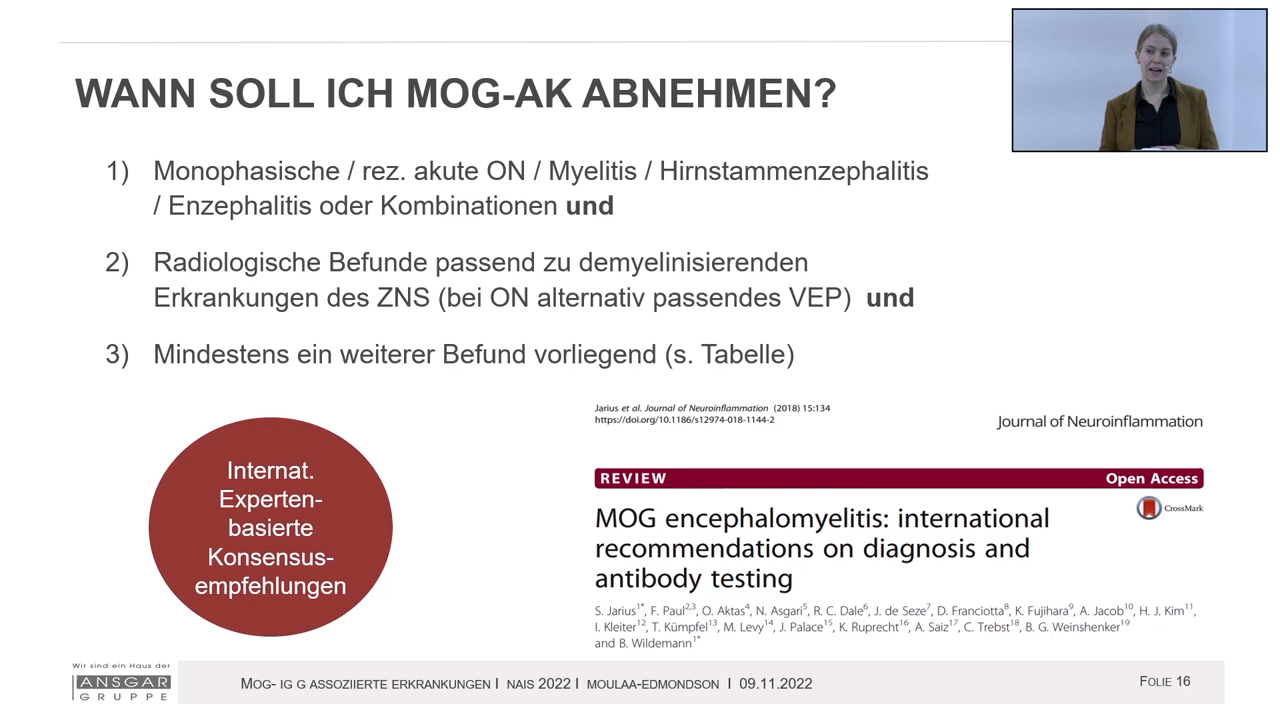 WANN SOLL ICH MOG-AK ABNEHMEN?
1) Monophasische / rez. akute ON / Myelitis / Hirnstammenzephalitis
/ Enzephalitis oder Kombinationen und
2) Radiologische Befunde passend zu demyelinisierenden
Erkrankungen des ZNS (bei ON alternativ passendes VEP) und
3) Mindestens ein weiterer Befund vorliegend (s. Tabelle)
Internat.
Experten-
basierte
Konsensus-
empfehlungen
Jarius et al. Journal of Neuroinflammation (2018) 15:134
https://doi.org/10.1186/s12974-018-1144-2
Journal of Neuroinflammation
REVIEW Open Access
CrossMark
MOG encephalomyelitis: international
recommendations on diagnosis and
antibody testing
S. Jarius1*, F. Paul2,3, O. Aktas4, N. Asgari5, R. C. Dale6, J. de Seze7, D. Franciotta8, K. Fujihara9, A. Jacob10, H. J. Kim11,
I. Kleiter12, T. Kümpfel13, M. Levy14, J. Palace15, K. Ruprecht16, A. Saiz17, C. Trebst18, B. G. Weinshenker19
and B. Wildemann1*
Wir sind ein Haus der
ANSGAR
GRUPPE
MOG- IG G ASSOZIIERTE ERKRANKUNGEN I NAIS 2022 I MOULAA-EDMONDSON I 09.11.2022
FOLIE 16